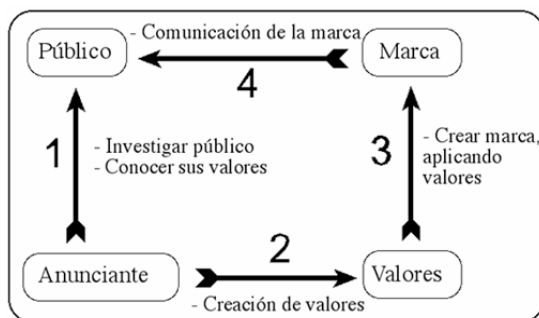 - Comunicación de la marca
Público
Marca
4
1
- Investigar público
- Conocer sus valores
3
- Crear marca,
aplicando
valores
2
Anunciante
Valores
- Creación de valores